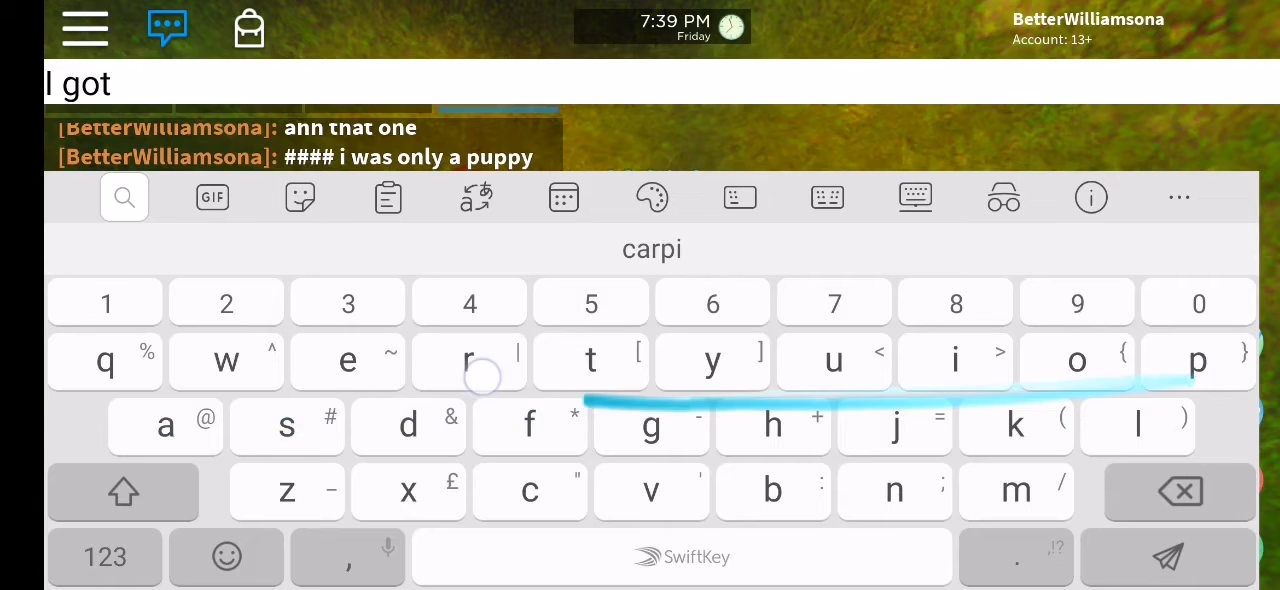 7:39 PM
Friday
BetterWilliamsona
Account: 13+
I got
[BetterWilliamsona]: ahh that one
[BetterWilliamsona]: #### i was only a puppy
GIF
carpi
1 2 3 4 5 6 7 8 9 0
q % w ^ e ~ r | t [ y ] u < i > o { p }
a @ s # d & f * g - h + j = k ( l )
z _ x £ c " v ' b : n ; m /
123 , SwiftKey . ,!?